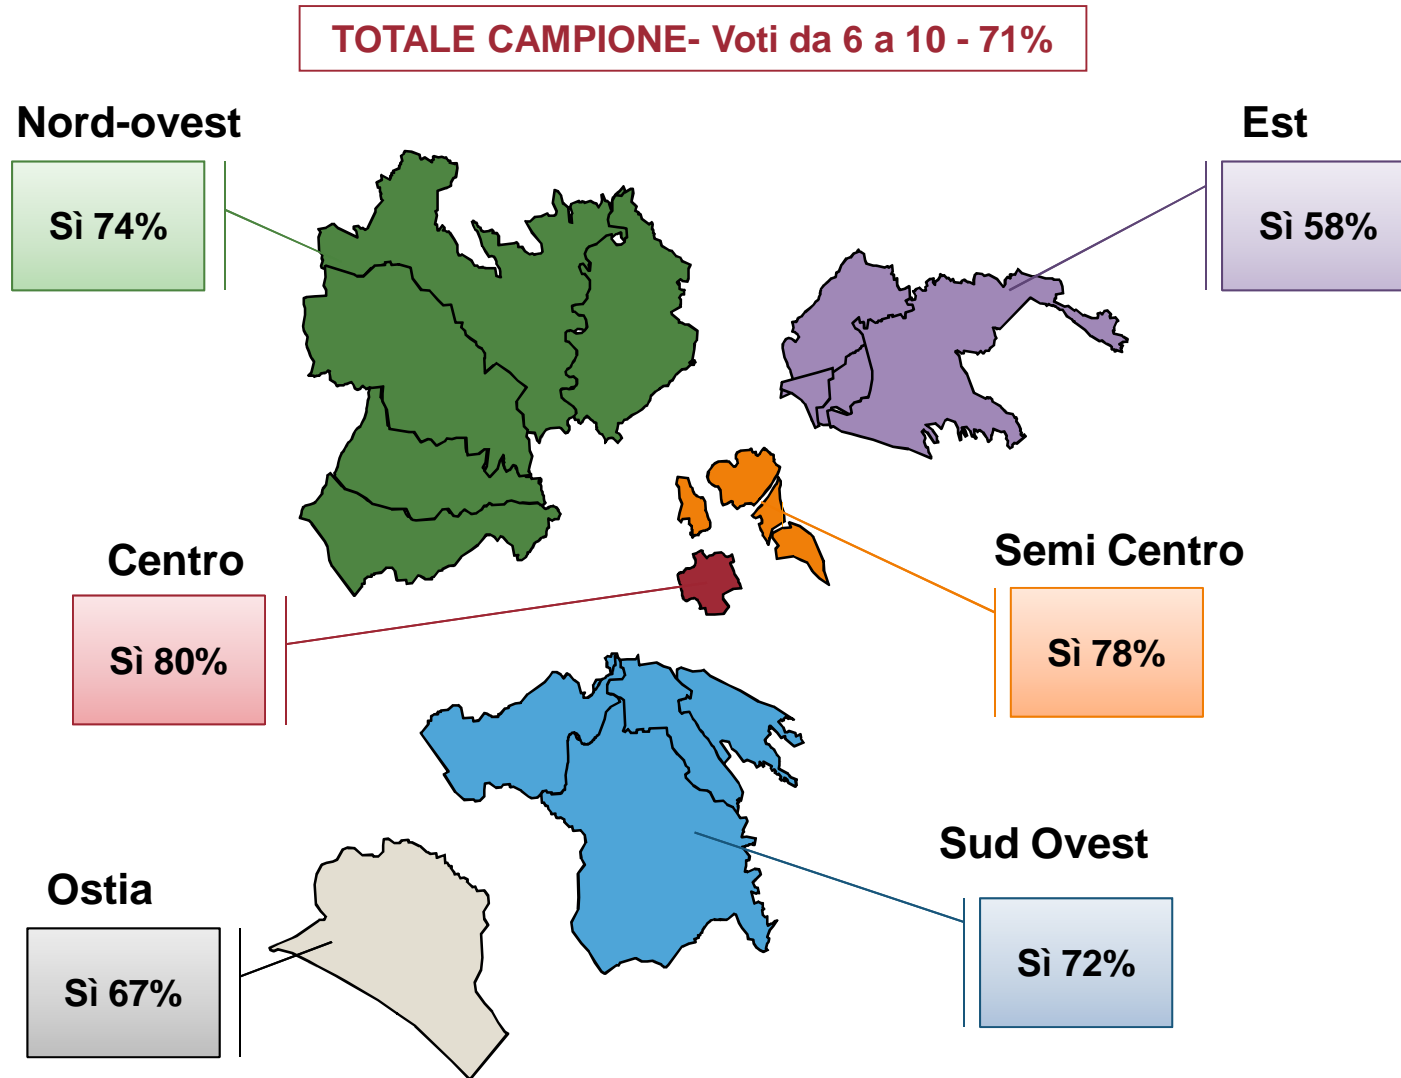 TOTALE CAMPIONE- Voti da 6 a 10 - 71%
Nord-ovest
Sì 74%
Est
Sì 58%
Centro
Sì 80%
Semi Centro
Sì 78%
Sud Ovest
Sì 72%
Ostia
Sì 67%